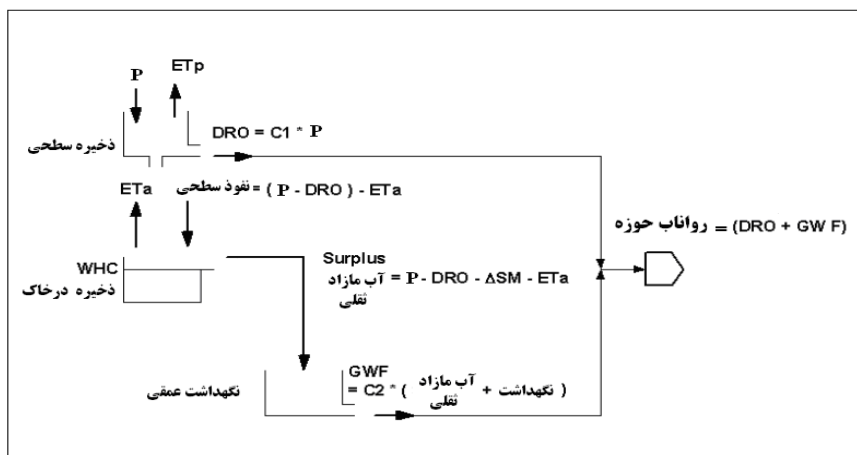 ETp
P
DRO = C1 * P
ذخیره سطحی
ETa
نفوذ سطحی = ( P - DRO ) - ETa
رواناب حوزه = (DRO + GW F)
Surplus
WHC
آب مازاد ثقلی = P - DRO - ΔSM - ETa
ذخیره درخاک
GWF
= C2 * ( آب مازاد ثقلی + نگهداشت )
نگهداشت عمقی